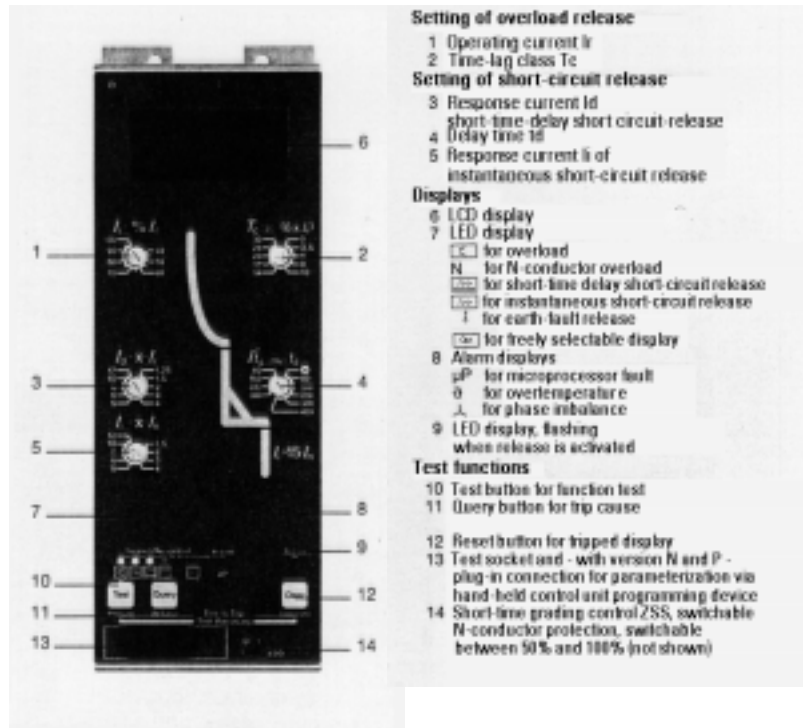 Setting of overload release
1 Operating current Ir
2 Time-lag class Tc
Setting of short-circuit release
3 Response current Id
short-time-delay short circuit-release
4 Delay time td
5 Response current Ii of
instantaneous short-circuit release
Displays
6 LCD display
7 LED display
for overload
N for N-conductor overload
for short-time delay short-circuit release
for instantaneous short-circuit release
for earth-fault release
for freely selectable display
8 Alarm displays
µP for microprocessor fault
ϑ for overtemperature
for phase imbalance
9 LED display, flashing
when release is activated
Test functions
10 Test button for function test
11 Query button for trip cause
12 Reset button for tripped display
13 Test socket and - with version N and P -
plug-in connection for parameterization via
hand-held control unit programming device
14 Short-time grading control ZSS, switchable
N-conductor protection, switchable
between 50% and 100% (not shown)
6
1
2
3
4
5
7
8
9
10
Test
Query
12
11
13
14